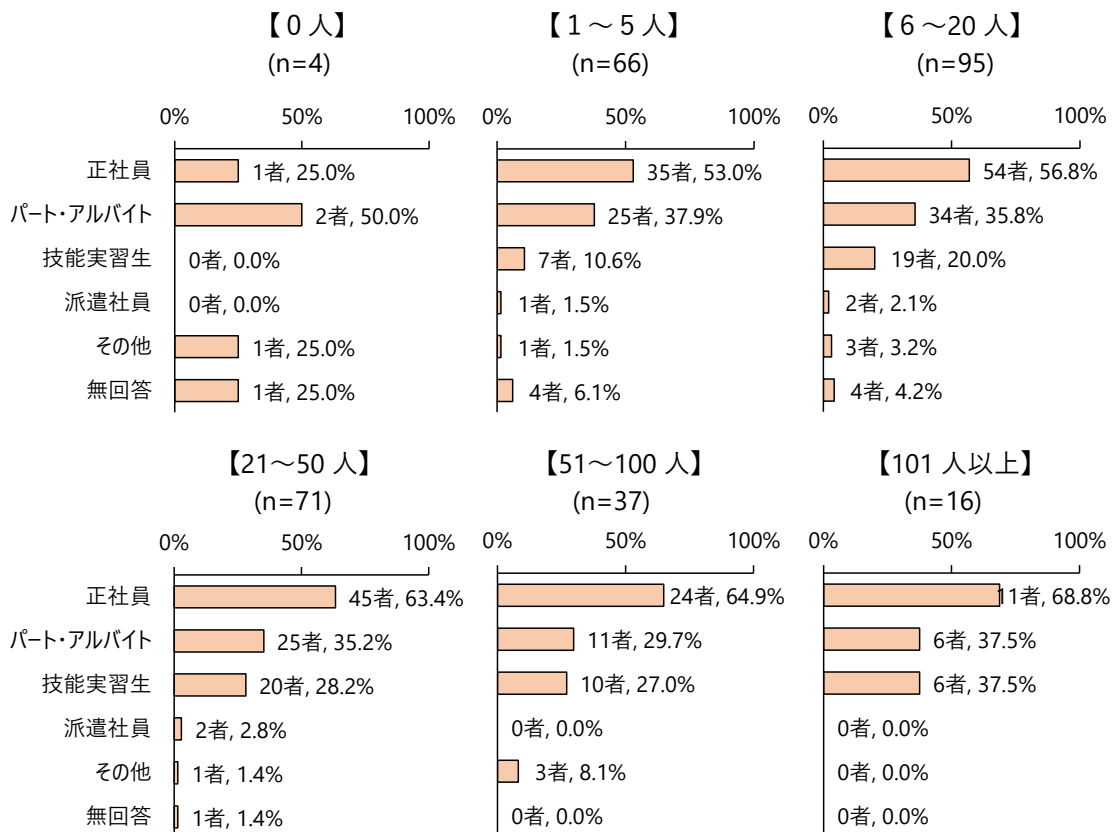 【０人】
(n=4)
0% 50% 100%
正社員 1者, 25.0%
パート・アルバイト 2者, 50.0%
技能実習生 0者, 0.0%
派遣社員 0者, 0.0%
その他 1者, 25.0%
無回答 1者, 25.0%
【１～５人】
(n=66)
0% 50% 100%
35者, 53.0%
25者, 37.9%
7者, 10.6%
1者, 1.5%
1者, 1.5%
4者, 6.1%
【６～20 人】
(n=95)
0% 50% 100%
54者, 56.8%
34者, 35.8%
19者, 20.0%
2者, 2.1%
3者, 3.2%
4者, 4.2%
【21～50 人】
(n=71)
0% 50% 100%
正社員 45者, 63.4%
パート・アルバイト 25者, 35.2%
技能実習生 20者, 28.2%
派遣社員 2者, 2.8%
その他 1者, 1.4%
無回答 1者, 1.4%
【51～100 人】
(n=37)
0% 50% 100%
24者, 64.9%
11者, 29.7%
10者, 27.0%
0者, 0.0%
3者, 8.1%
0者, 0.0%
【101 人以上】
(n=16)
0% 50% 100%
11者, 68.8%
6者, 37.5%
6者, 37.5%
0者, 0.0%
0者, 0.0%
0者, 0.0%